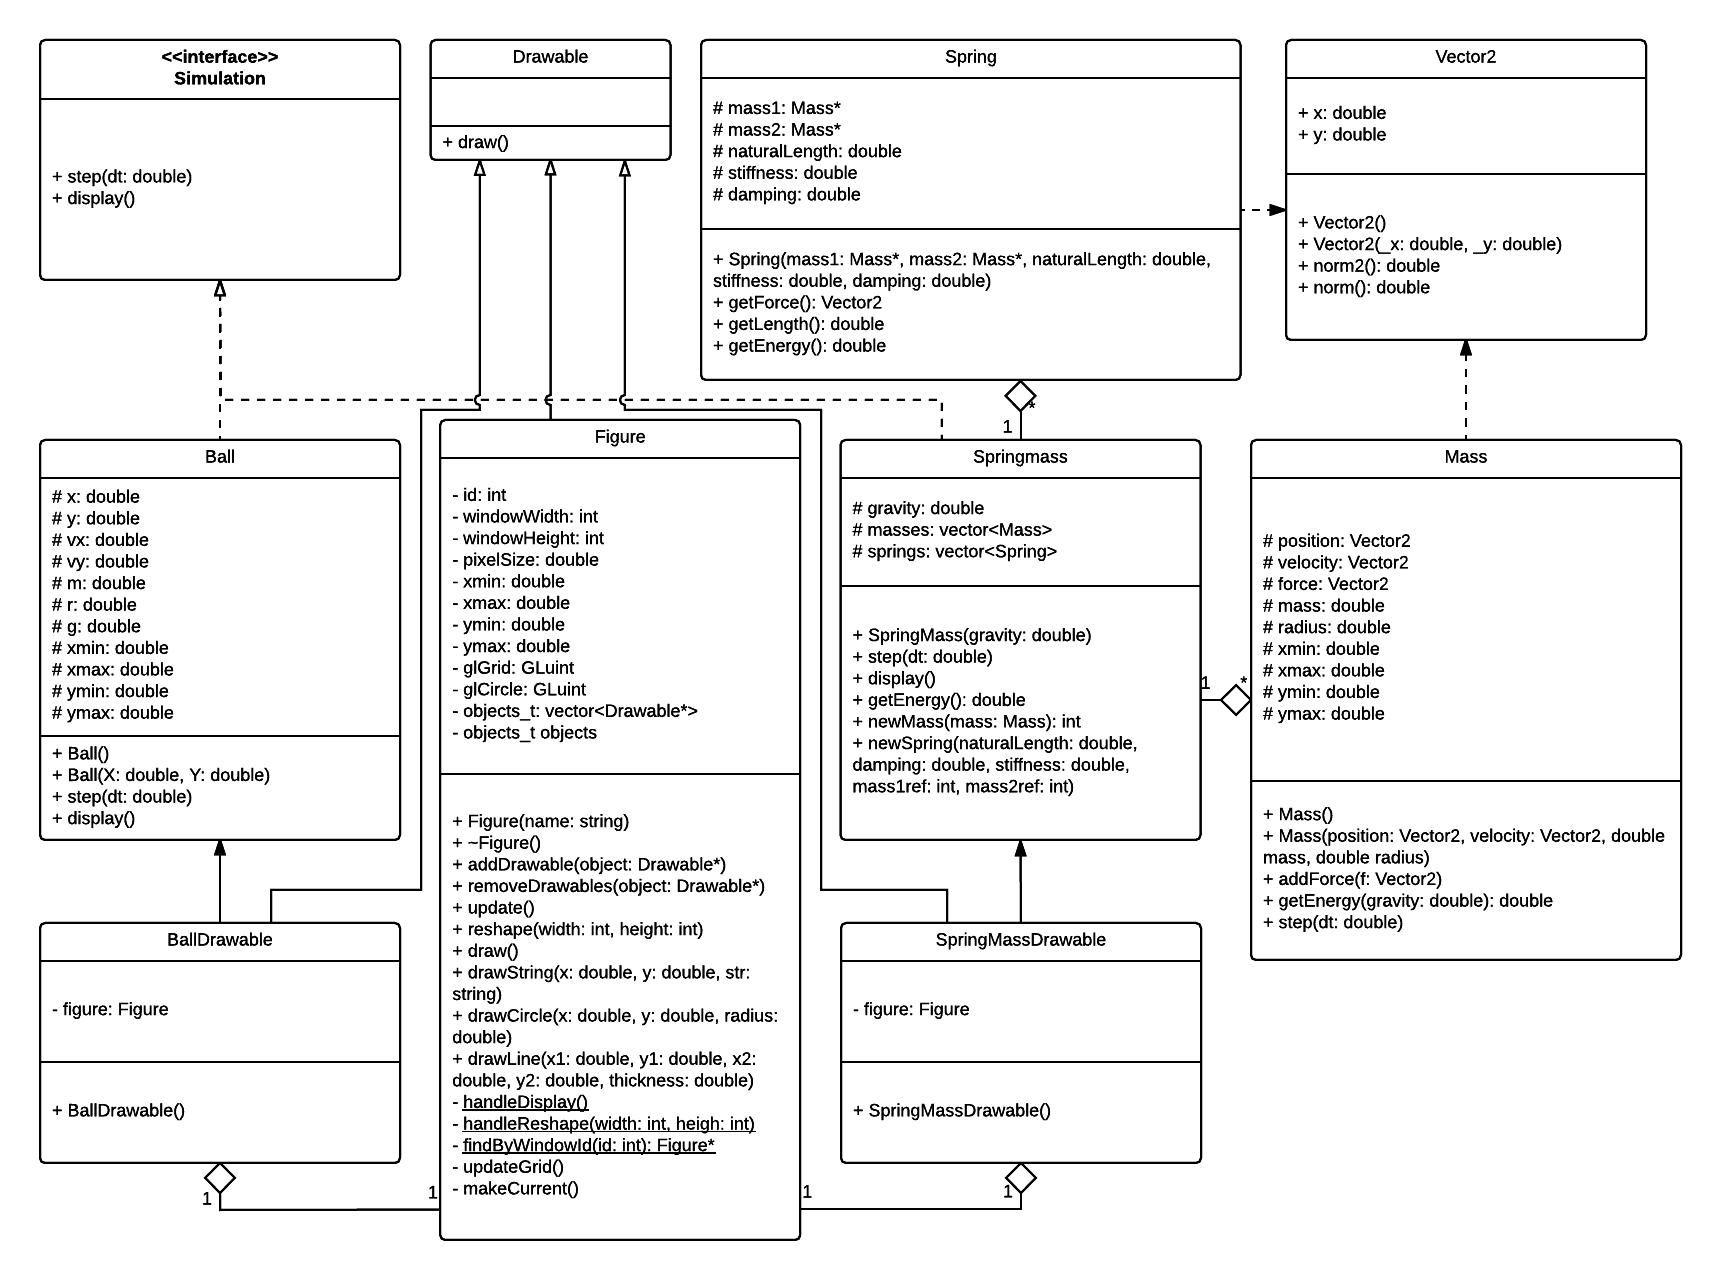 <<interface>>
Simulation
+ step(dt: double)
+ display()
Drawable
+ draw()
Spring
# mass1: Mass*
# mass2: Mass*
# naturalLength: double
# stiffness: double
# damping: double
+ Spring(mass1: Mass*, mass2: Mass*, naturalLength: double,
stiffness: double, damping: double)
+ getForce(): Vector2
+ getLength(): double
+ getEnergy(): double
Vector2
+ x: double
+ y: double
+ Vector2()
+ Vector2(_x: double, _y: double)
+ norm2(): double
+ norm(): double
*
1
Ball
# x: double
# y: double
# vx: double
# vy: double
# m: double
# r: double
# g: double
# xmin: double
# xmax: double
# ymin: double
# ymax: double
+ Ball()
+ Ball(X: double, Y: double)
+ step(dt: double)
+ display()
Figure
- id: int
- windowWidth: int
- windowHeight: int
- pixelSize: double
- xmin: double
- xmax: double
- ymin: double
- ymax: double
- glGrid: GLuint
- glCircle: GLuint
- objects_t: vector<Drawable*>
- objects_t objects
+ Figure(name: string)
+ ~Figure()
+ addDrawable(object: Drawable*)
+ removeDrawables(object: Drawable*)
+ update()
+ reshape(width: int, height: int)
+ draw()
+ drawString(x: double, y: double, str:
string)
+ drawCircle(x: double, y: double, radius:
double)
+ drawLine(x1: double, y1: double, x2:
double, y2: double, thickness: double)
- handleDisplay()
- handleReshape(width: int, heigh: int)
- findByWindowId(id: int): Figure*
- updateGrid()
- makeCurrent()
Springmass
# gravity: double
# masses: vector<Mass>
# springs: vector<Spring>
+ SpringMass(gravity: double)
+ step(dt: double)
+ display()
+ getEnergy(): double
+ newMass(mass: Mass): int
+ newSpring(naturalLength: double,
damping: double, stiffness: double,
mass1ref: int, mass2ref: int)
1
*
Mass
# position: Vector2
# velocity: Vector2
# force: Vector2
# mass: double
# radius: double
# xmin: double
# xmax: double
# ymin: double
# ymax: double
+ Mass()
+ Mass(position: Vector2, velocity: Vector2, double
mass, double radius)
+ addForce(f: Vector2)
+ getEnergy(gravity: double): double
+ step(dt: double)
BallDrawable
- figure: Figure
+ BallDrawable()
SpringMassDrawable
- figure: Figure
+ SpringMassDrawable()
1
1
1
1